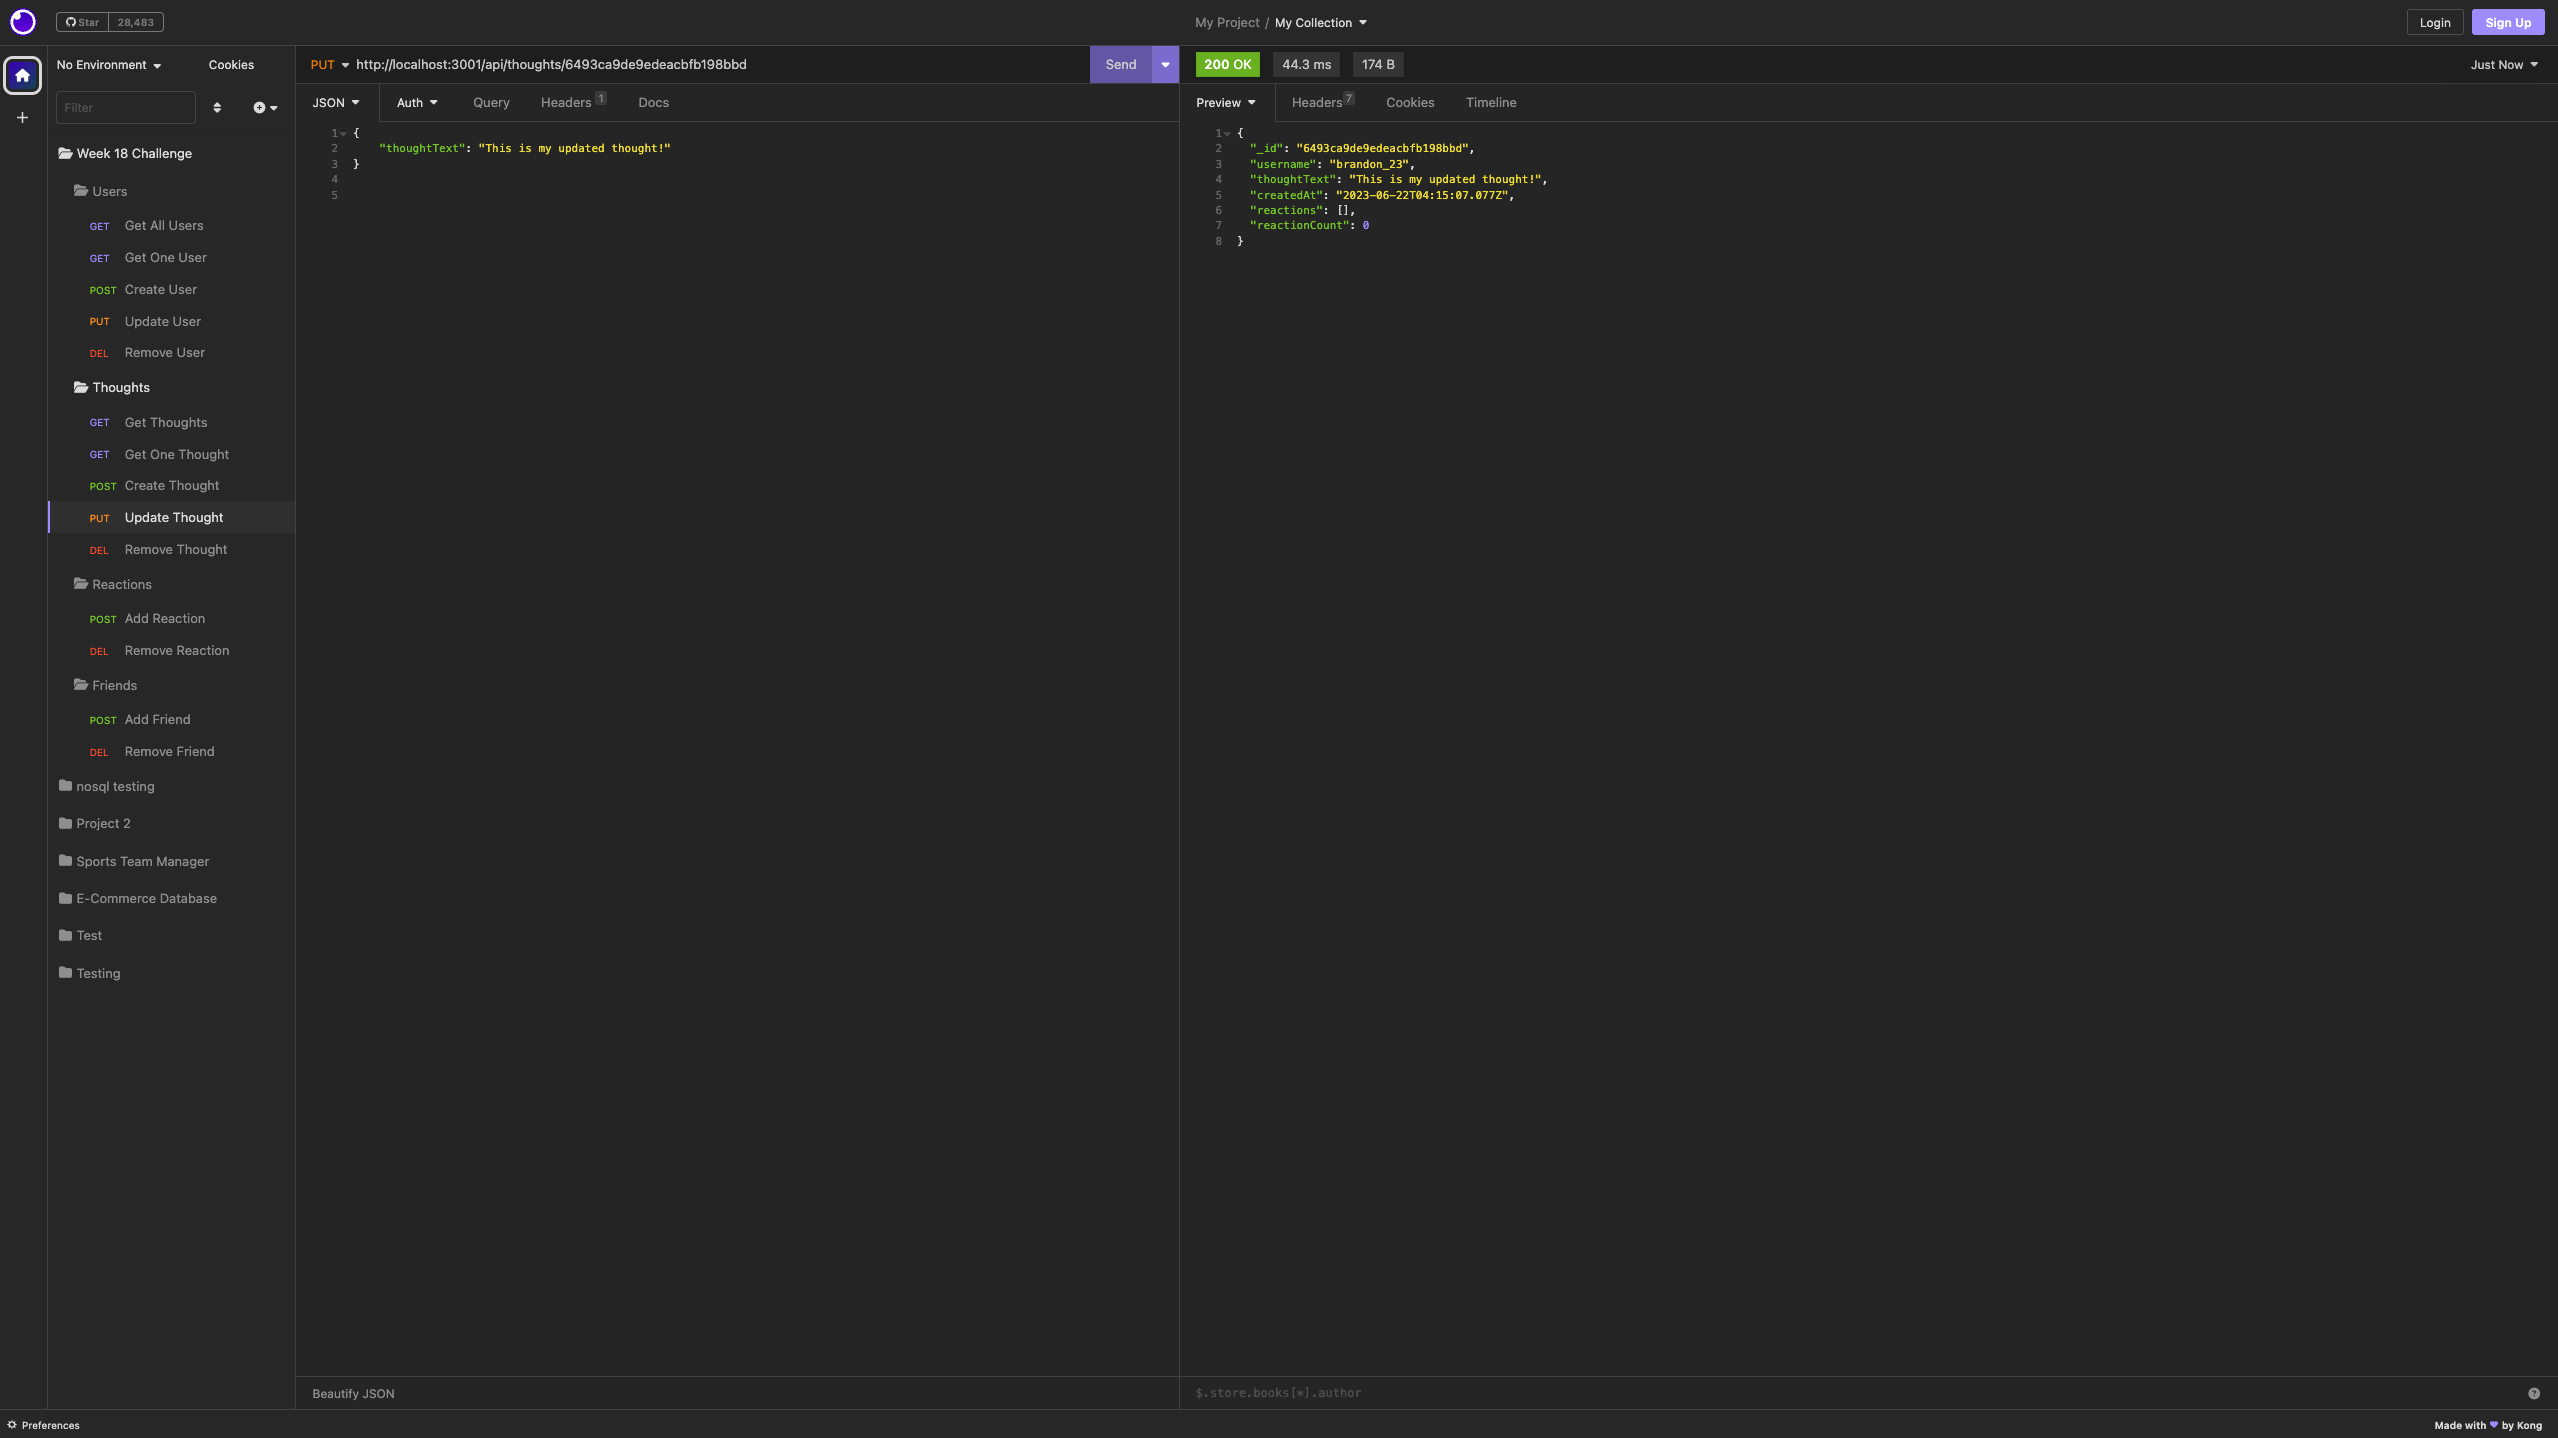 Star 28,483
My Project / My Collection
Login
Sign Up
No Environment
Cookies
Filter
Week 18 Challenge
Users
GET Get All Users
GET Get One User
POST Create User
PUT Update User
DEL Remove User
Thoughts
GET Get Thoughts
GET Get One Thought
POST Create Thought
PUT Update Thought
DEL Remove Thought
Reactions
POST Add Reaction
DEL Remove Reaction
Friends
POST Add Friend
DEL Remove Friend
nosql testing
Project 2
Sports Team Manager
E-Commerce Database
Test
Testing
PUT http://localhost:3001/api/thoughts/6493ca9de9edeacbfb198bbd
Send
JSON Auth Query Headers 1 Docs
1 {
2 "thoughtText": "This is my updated thought!"
3 }
4
5
Beautify JSON
200 OK 44.3 ms 174 B
Just Now
Preview Headers 7 Cookies Timeline
1 {
2 "_id": "6493ca9de9edeacbfb198bbd",
3 "username": "brandon_23",
4 "thoughtText": "This is my updated thought!",
5 "createdAt": "2023-06-22T04:15:07.077Z",
6 "reactions": [],
7 "reactionCount": 0
8 }
$.store.books[*].author
?
Preferences
Made with ♥ by Kong